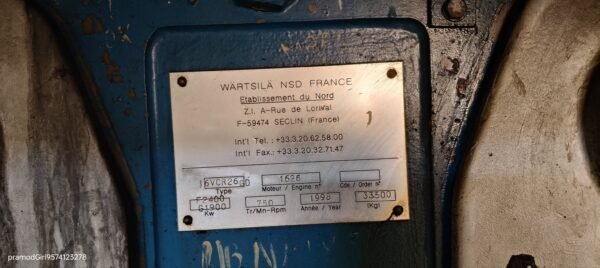 WÄRTSILÄ NSD FRANCE
Etablissement du Nord
Z.I. A-Rue de Lorival
F-59474 SECLIN (France)
Int'l Tel. : +33.3.20.62.58.00
Int'l Fax.: +33.3.20.32.71.47
16VCR26 1626
Type Moteur / Engine n° Cde / Order n°
750 1998 33500
Kw Tr/Mn-Rpm Année / Year (Kg)
pramodGiri9574123278